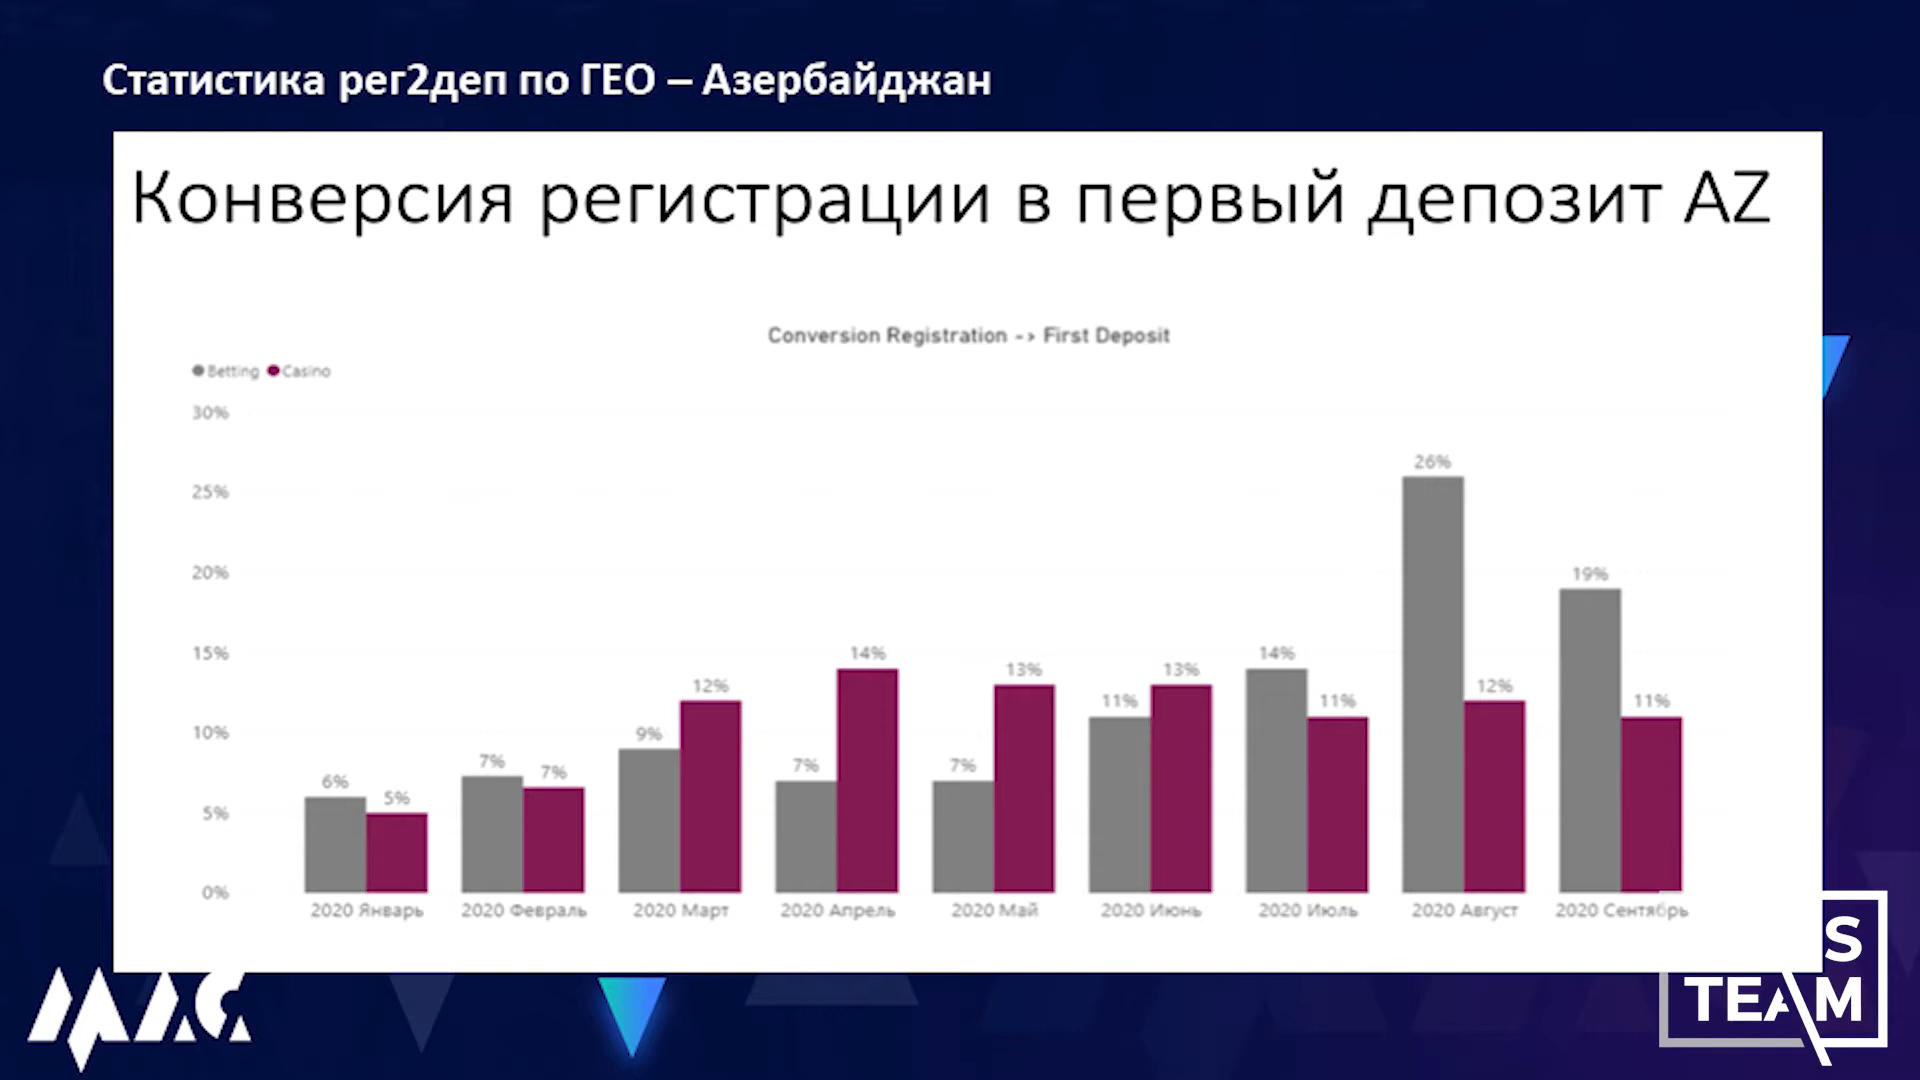 Статистика рег2деп по ГЕО – Азербайджан
Конверсия регистрации в первый депозит AZ
Conversion Registration -> First Deposit
Betting Casino
30%
25%
20%
15%
10%
5%
0%
6% 5% 7% 7% 9% 12% 7% 14% 7% 13% 11% 13% 14% 11% 26% 12% 19% 11%
2020 Январь 2020 Февраль 2020 Март 2020 Апрель 2020 Май 2020 Июнь 2020 Июль 2020 Август 2020 Сентябрь
S
TEAM